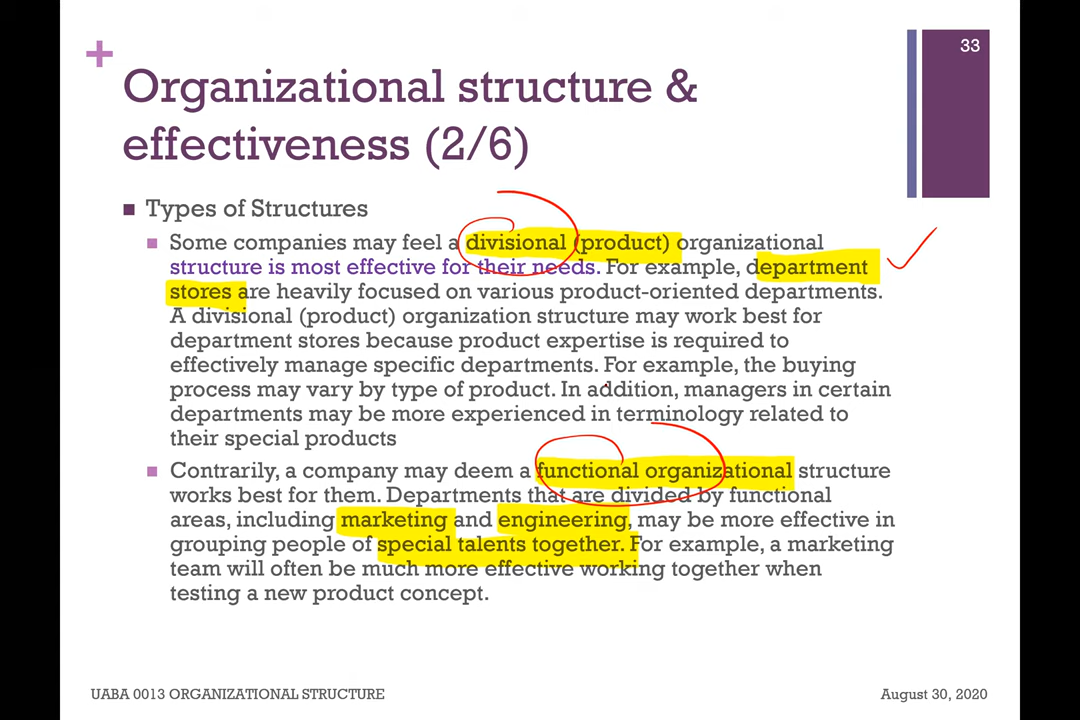 33
+
Organizational structure &
effectiveness (2/6)
Types of Structures
Some companies may feel a divisional (product) organizational
structure is most effective for their needs. For example, department
stores are heavily focused on various product-oriented departments.
A divisional (product) organization structure may work best for
department stores because product expertise is required to
effectively manage specific departments. For example, the buying
process may vary by type of product. In addition, managers in certain
departments may be more experienced in terminology related to
their special products
Contrarily, a company may deem a functional organizational structure
works best for them. Departments that are divided by functional
areas, including marketing and engineering, may be more effective in
grouping people of special talents together. For example, a marketing
team will often be much more effective working together when
testing a new product concept.
UABA 0013 ORGANIZATIONAL STRUCTURE
August 30, 2020